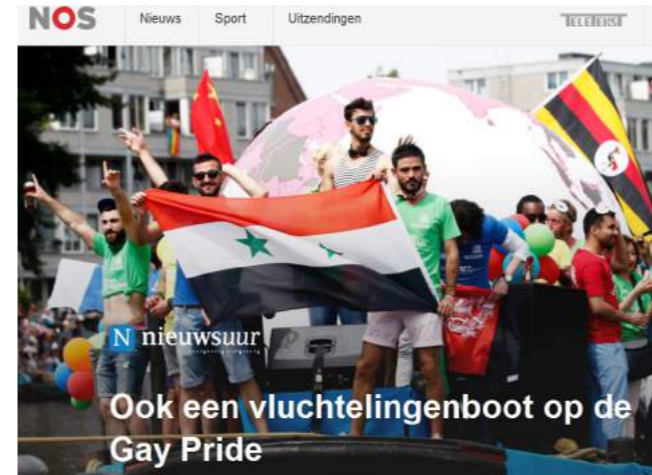 NOS Nieuws Sport Uitzendingen TELETEKST
N nieuwsuur
Ook een vluchtelingenboot op de
Gay Pride